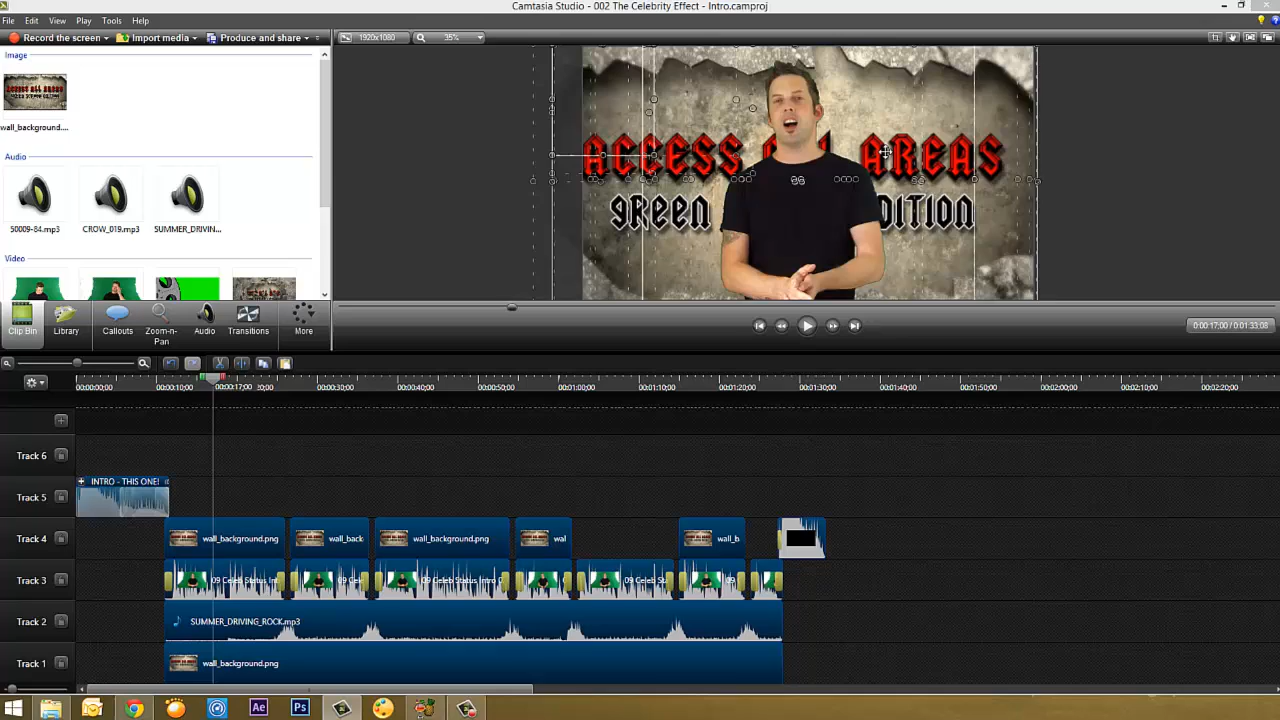 Camtasia Studio - 002 The Celebrity Effect - Intro.camproj
File Edit View Play Tools Help
Record the screen Import media Produce and share
1920x1080 35%
Image
wall_background....
Audio
50009-84.mp3 CROW_019.mp3 SUMMER_DRIVIN...
Video
ACCESS ALL AREAS
GREEN DITION
Clip Bin Library Callouts Zoom-n-Pan Audio Transitions More
0:00:17;00 / 0:01:33;08
00:00:00;00 00:00:10;00 0:00:17;00 ;20;00 00:00:30;00 00:00:40;00 00:00:50;00 00:01:00;00 00:01:10;00 00:01:20;00 00:01:30;00 00:01:40;00 00:01:50;00 00:02:00;00 00:02:10;00 00:02:20;00
Track 6
Track 5 INTRO - THIS ONE!
Track 4 wall_background.png wall_back wall_background.png wal wall_b
Track 3 09 Celeb Status Int 09 Cel 09 Celeb Status Intro C 09 Celeb St 09
Track 2 SUMMER_DRIVING_ROCK.mp3
Track 1 wall_background.png
Ae Ps